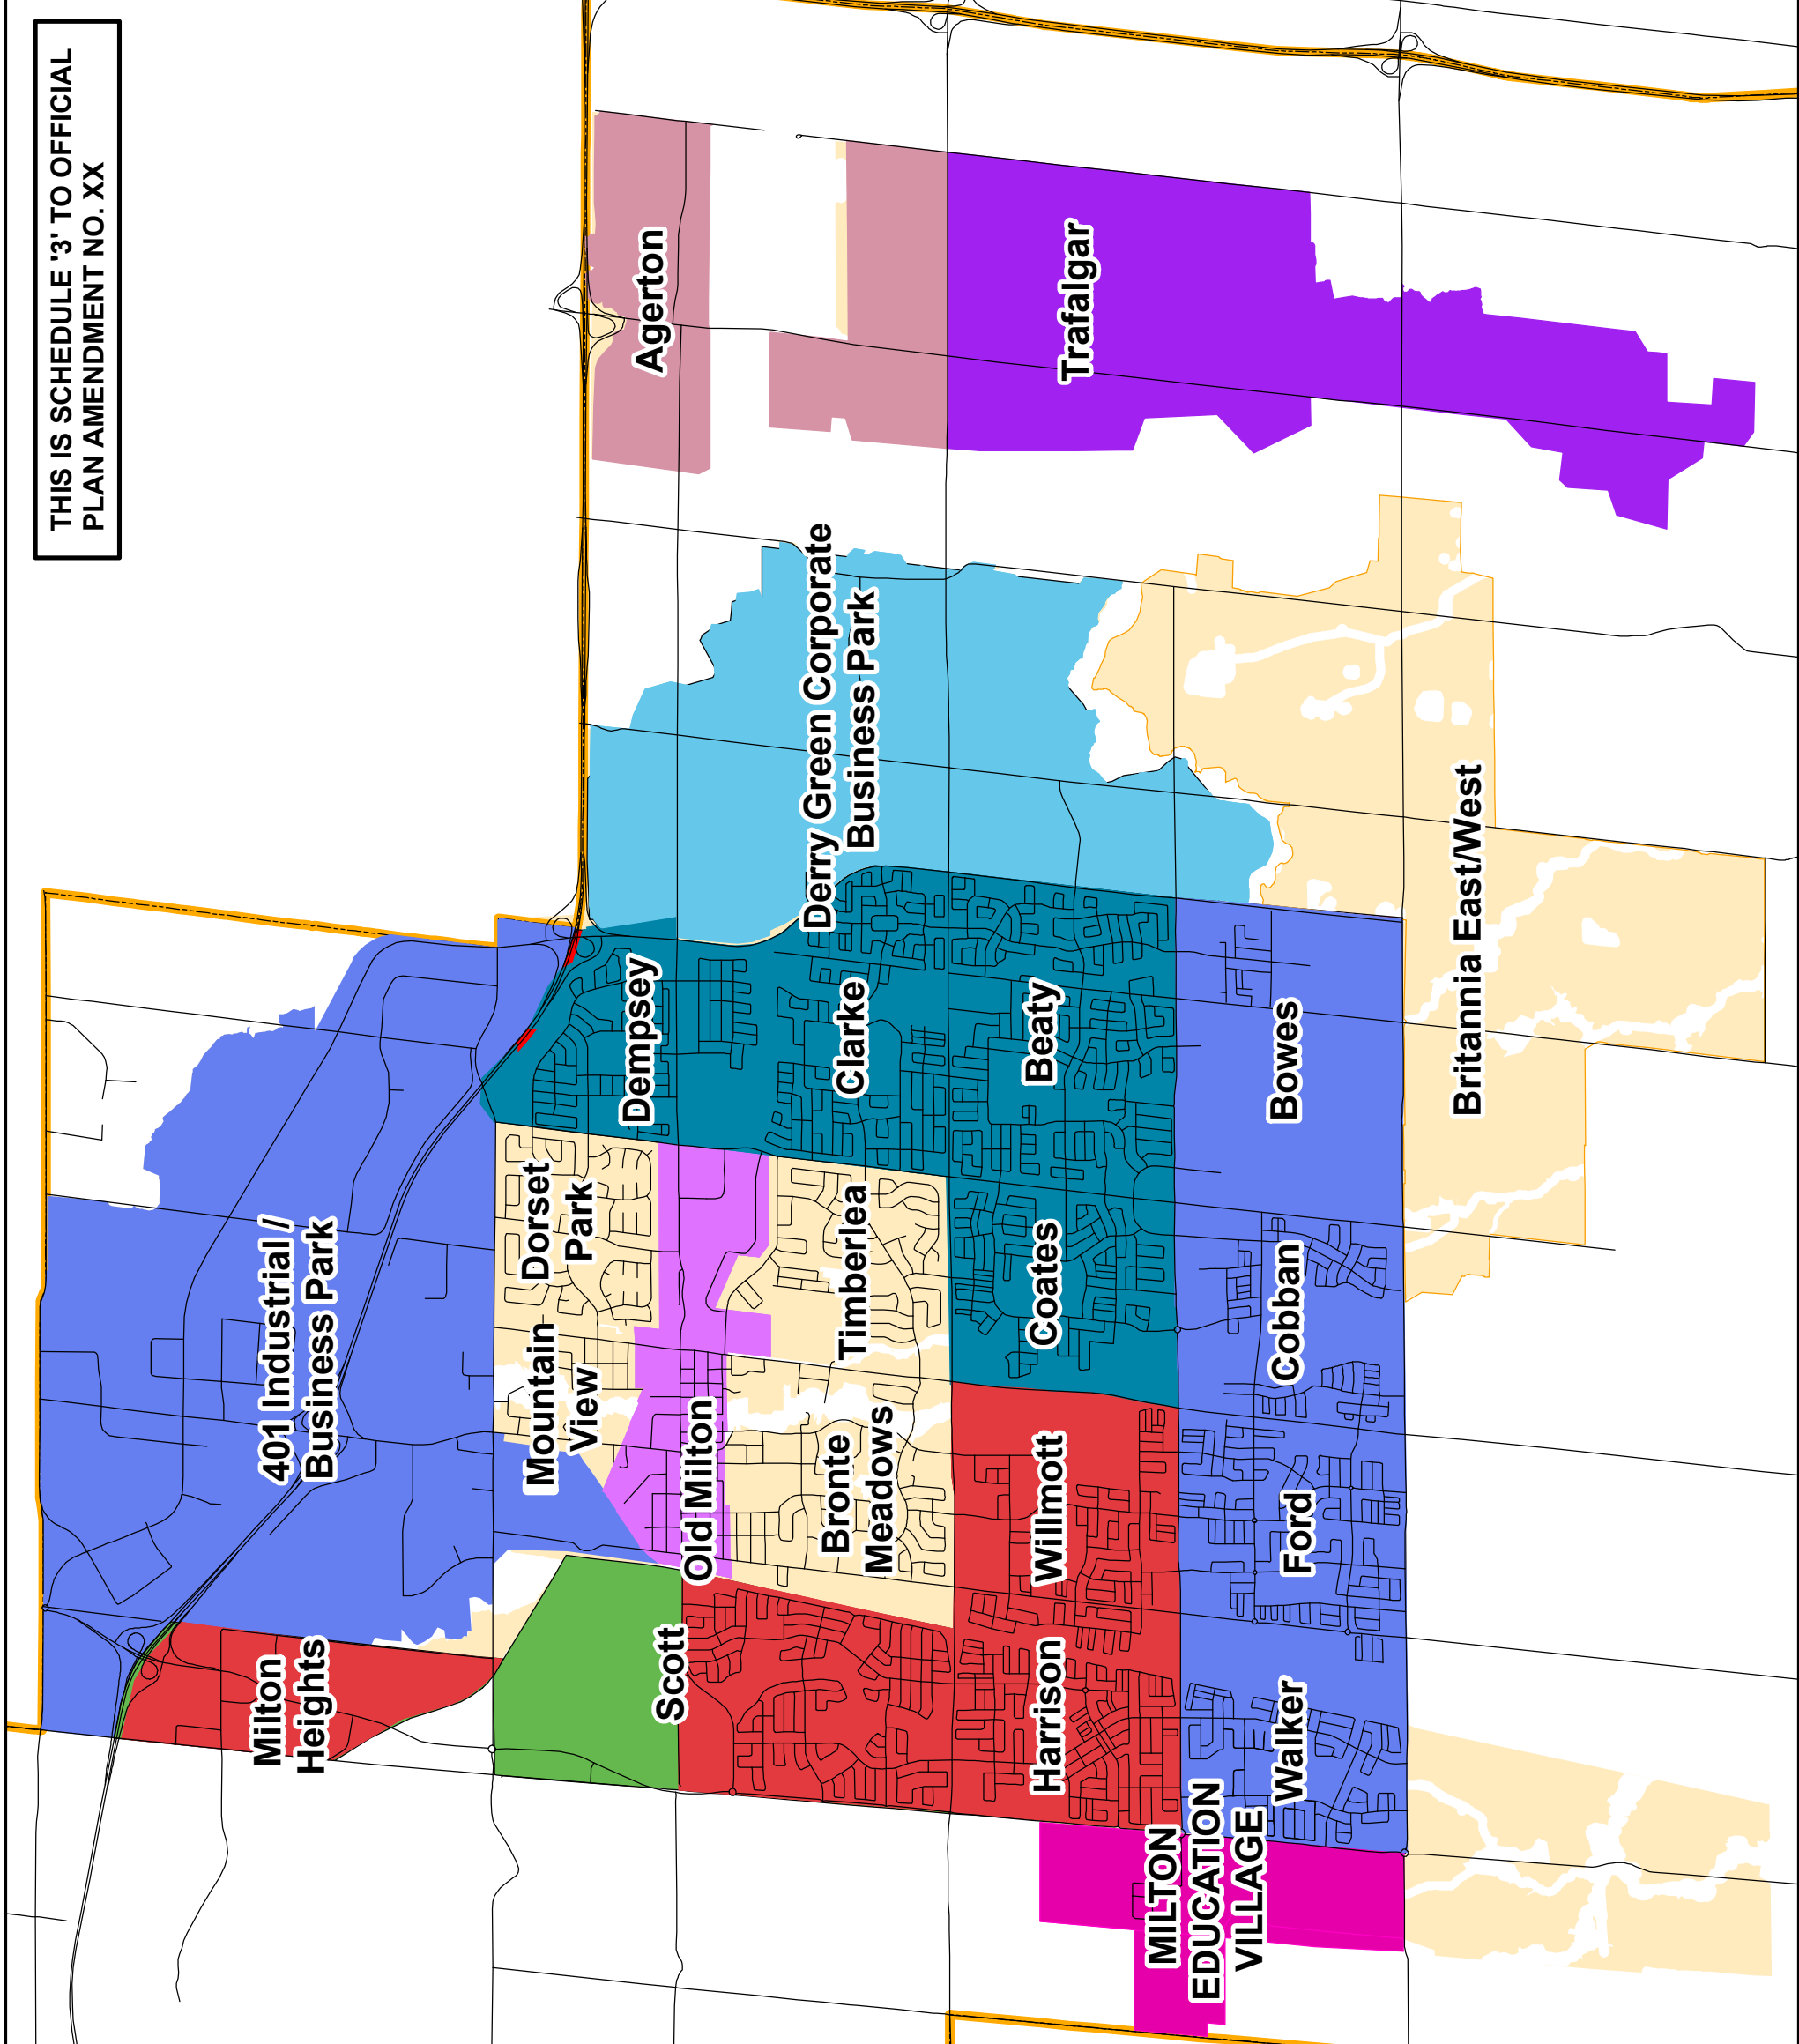 THIS IS SCHEDULE '3' TO OFFICIAL
PLAN AMENDMENT NO. XX
Agerton
Trafalgar
Derry Green Corporate
Business Park
401 Industrial /
Business Park
Dempsey
Clarke
Beaty
Bowes
Britannia East/West
Dorset
Park
Mountain
View
Timberlea
Coates
Cobban
Old Milton
Bronte
Meadows
Willmott
Ford
Milton
Heights
Scott
Harrison
Walker
MILTON
EDUCATION
VILLAGE